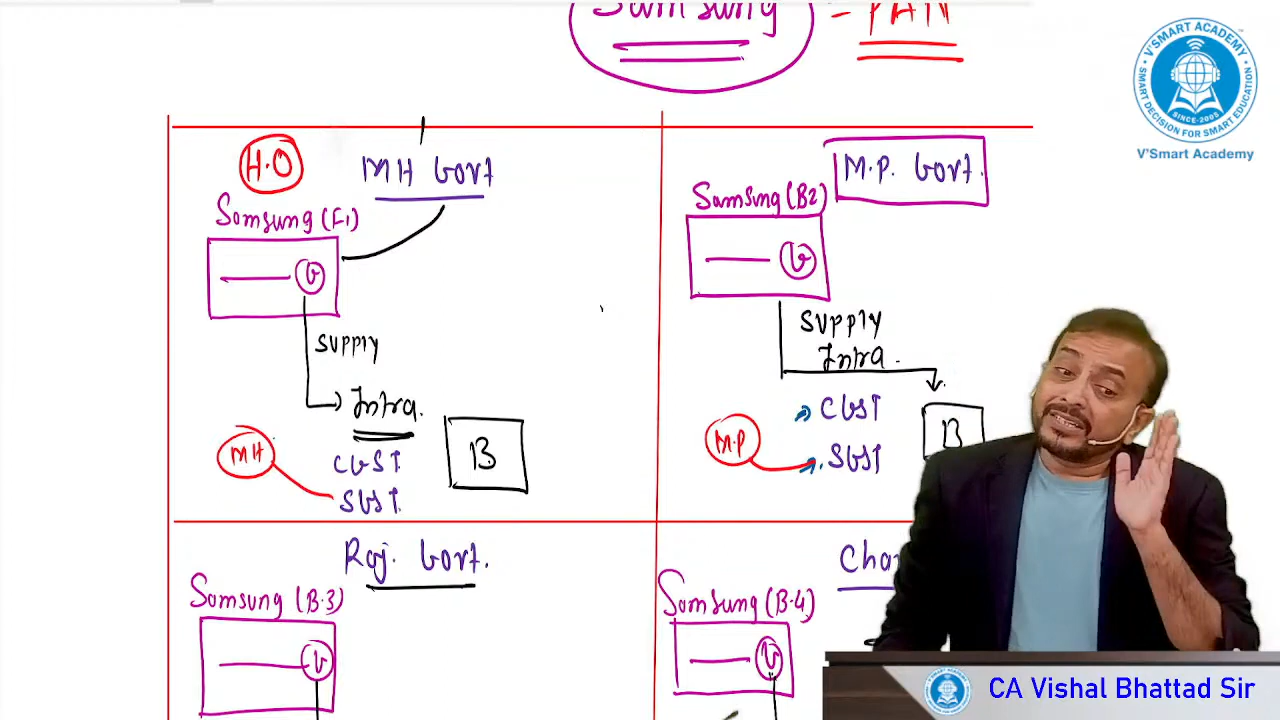 Samsung = PAN
H.O
MH Govt
Samsung (F1)
G
Supply
Intra.
MH
CGST
SGST
B
M.P. Govt.
Samsung (B2)
G
Supply
Intra.
CGST
M.P
SGST
B
Raj. Govt.
Samsung (B.3)
G
Samsung (B.4)
G
V'SMART ACADEMY
SMART DECISION FOR SMART EDUCATION
SINCE-2005
V'Smart Academy
CA Vishal Bhattad Sir